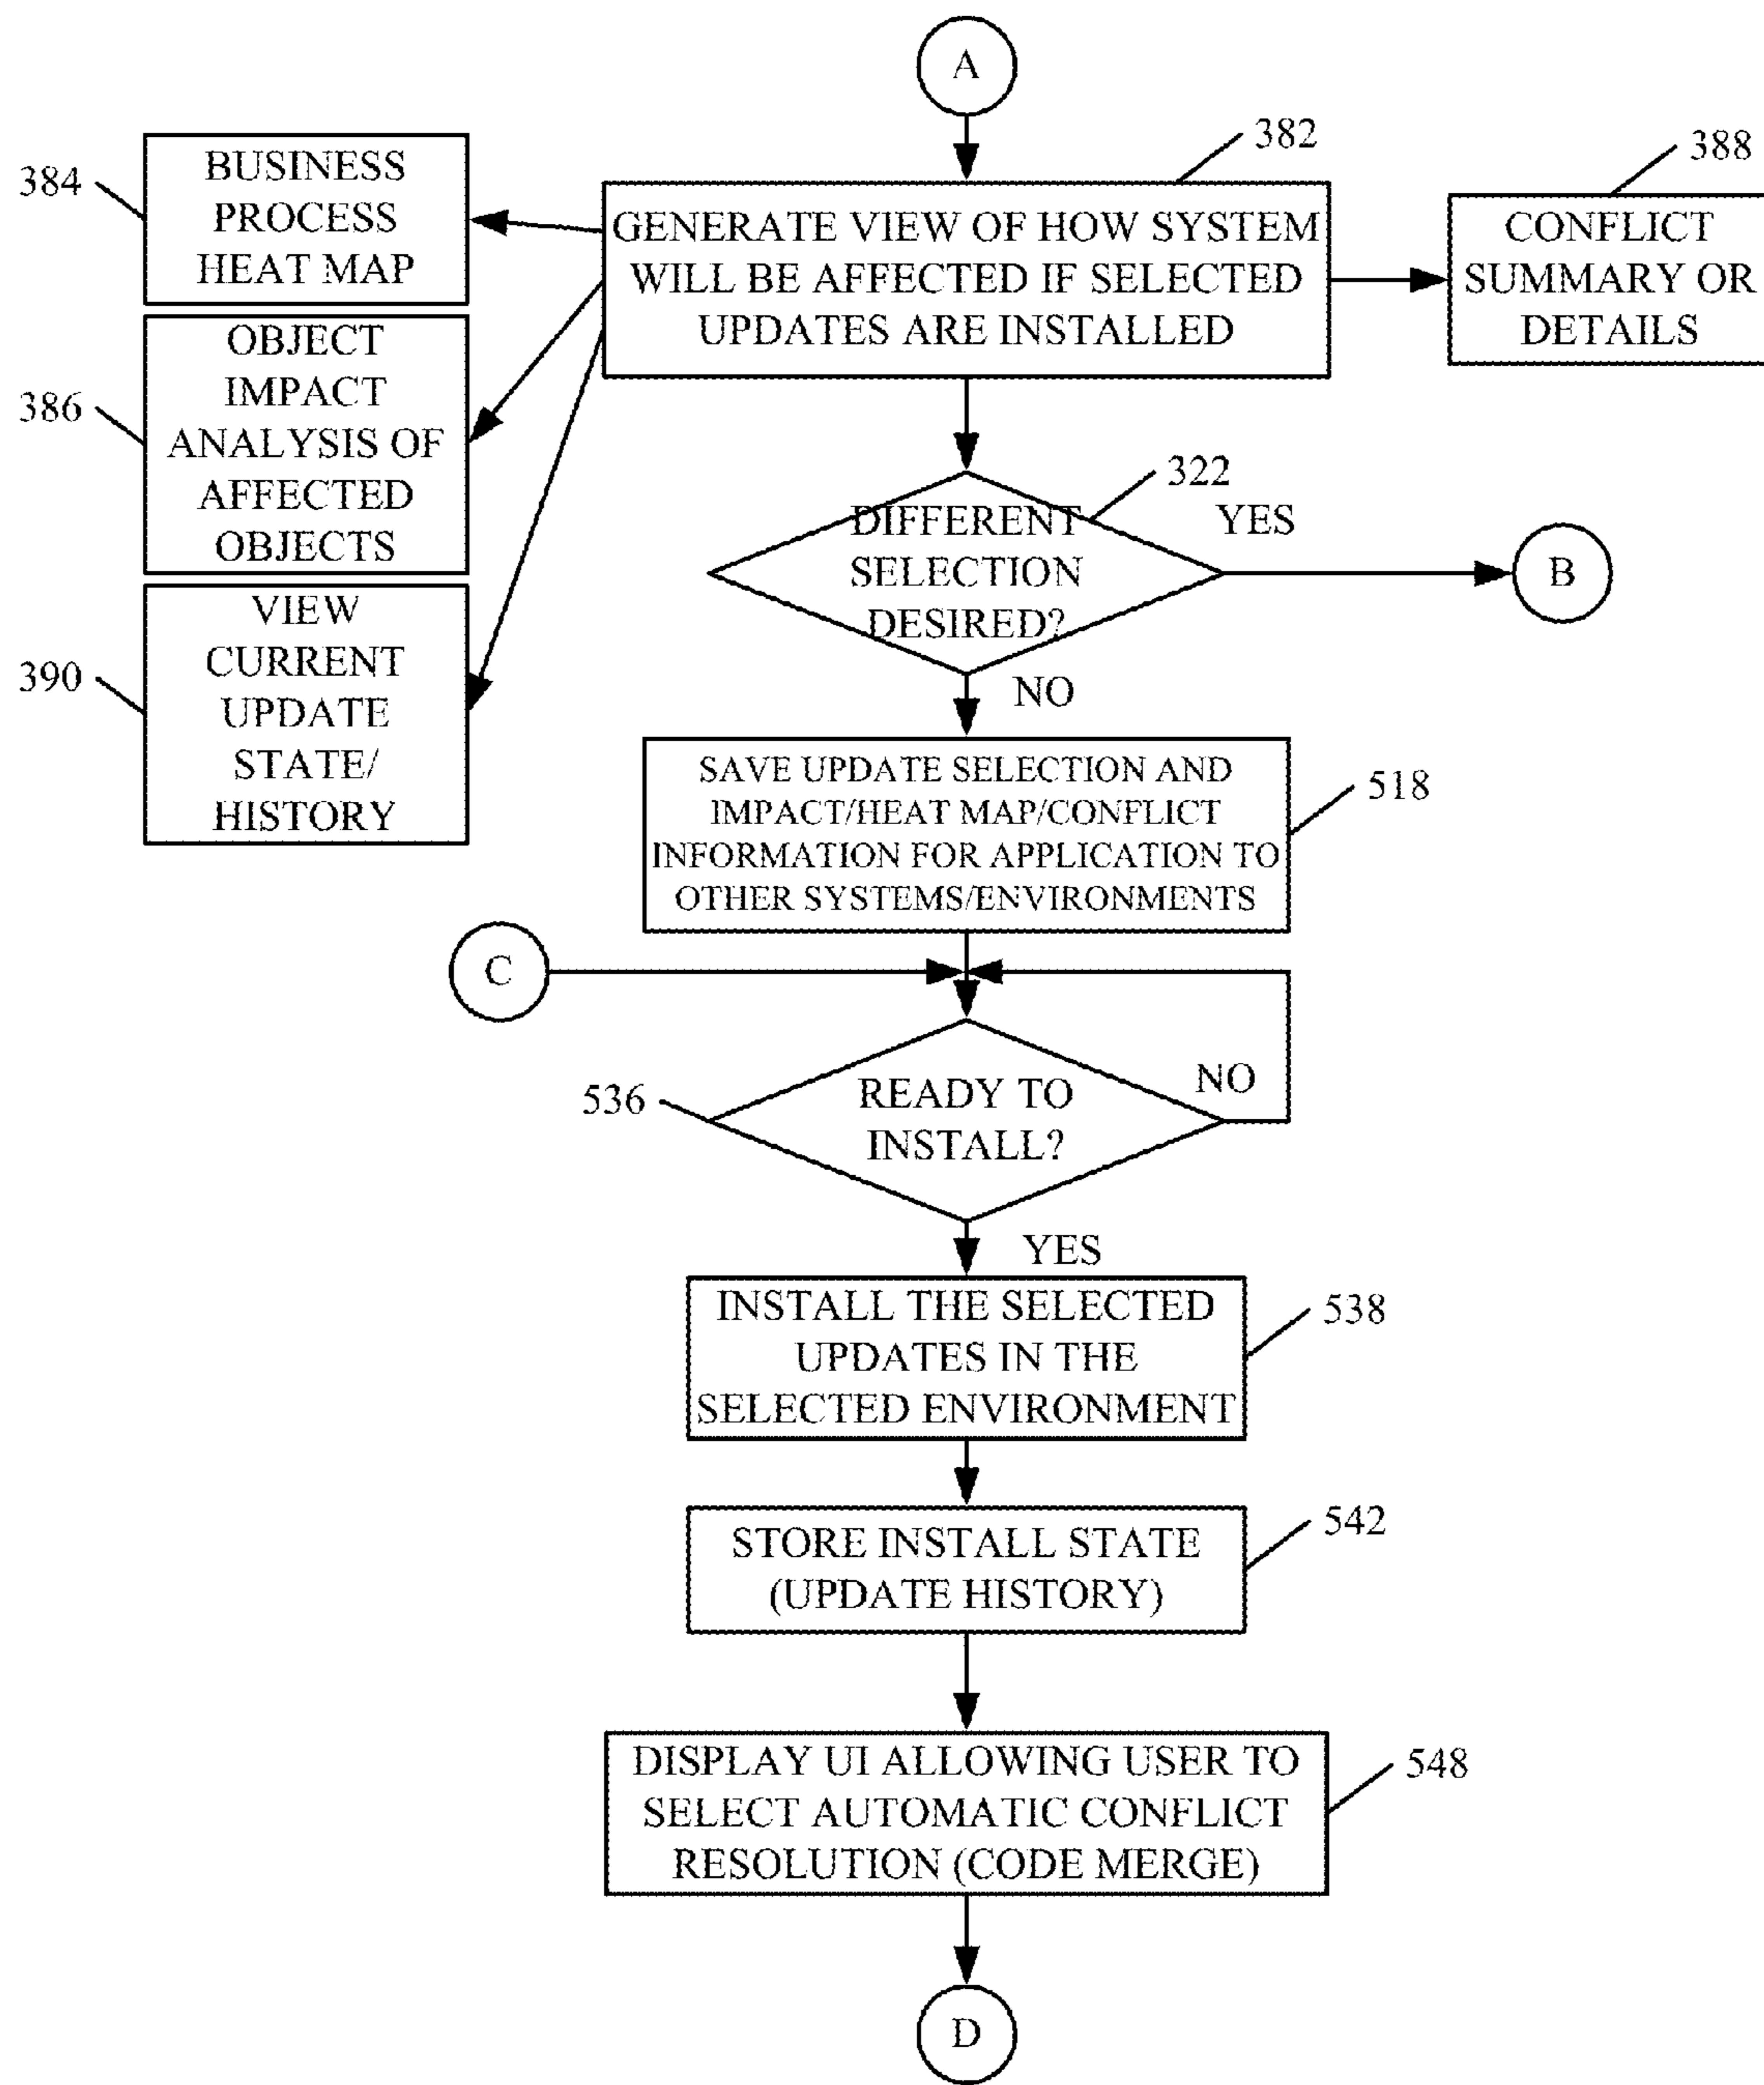 A
382
388
384
BUSINESS
PROCESS
HEAT MAP
GENERATE VIEW OF HOW SYSTEM
WILL BE AFFECTED IF SELECTED
UPDATES ARE INSTALLED
CONFLICT
SUMMARY OR
DETAILS
386
OBJECT
IMPACT
ANALYSIS OF
AFFECTED
OBJECTS
322
DIFFERENT
SELECTION
DESIRED?
YES
B
390
VIEW
CURRENT
UPDATE
STATE/
HISTORY
NO
SAVE UPDATE SELECTION AND
IMPACT/HEAT MAP/CONFLICT
INFORMATION FOR APPLICATION TO
OTHER SYSTEMS/ENVIRONMENTS
518
C
536
READY TO
INSTALL?
NO
YES
INSTALL THE SELECTED
UPDATES IN THE
SELECTED ENVIRONMENT
538
STORE INSTALL STATE
(UPDATE HISTORY)
542
DISPLAY UI ALLOWING USER TO
SELECT AUTOMATIC CONFLICT
RESOLUTION (CODE MERGE)
548
D